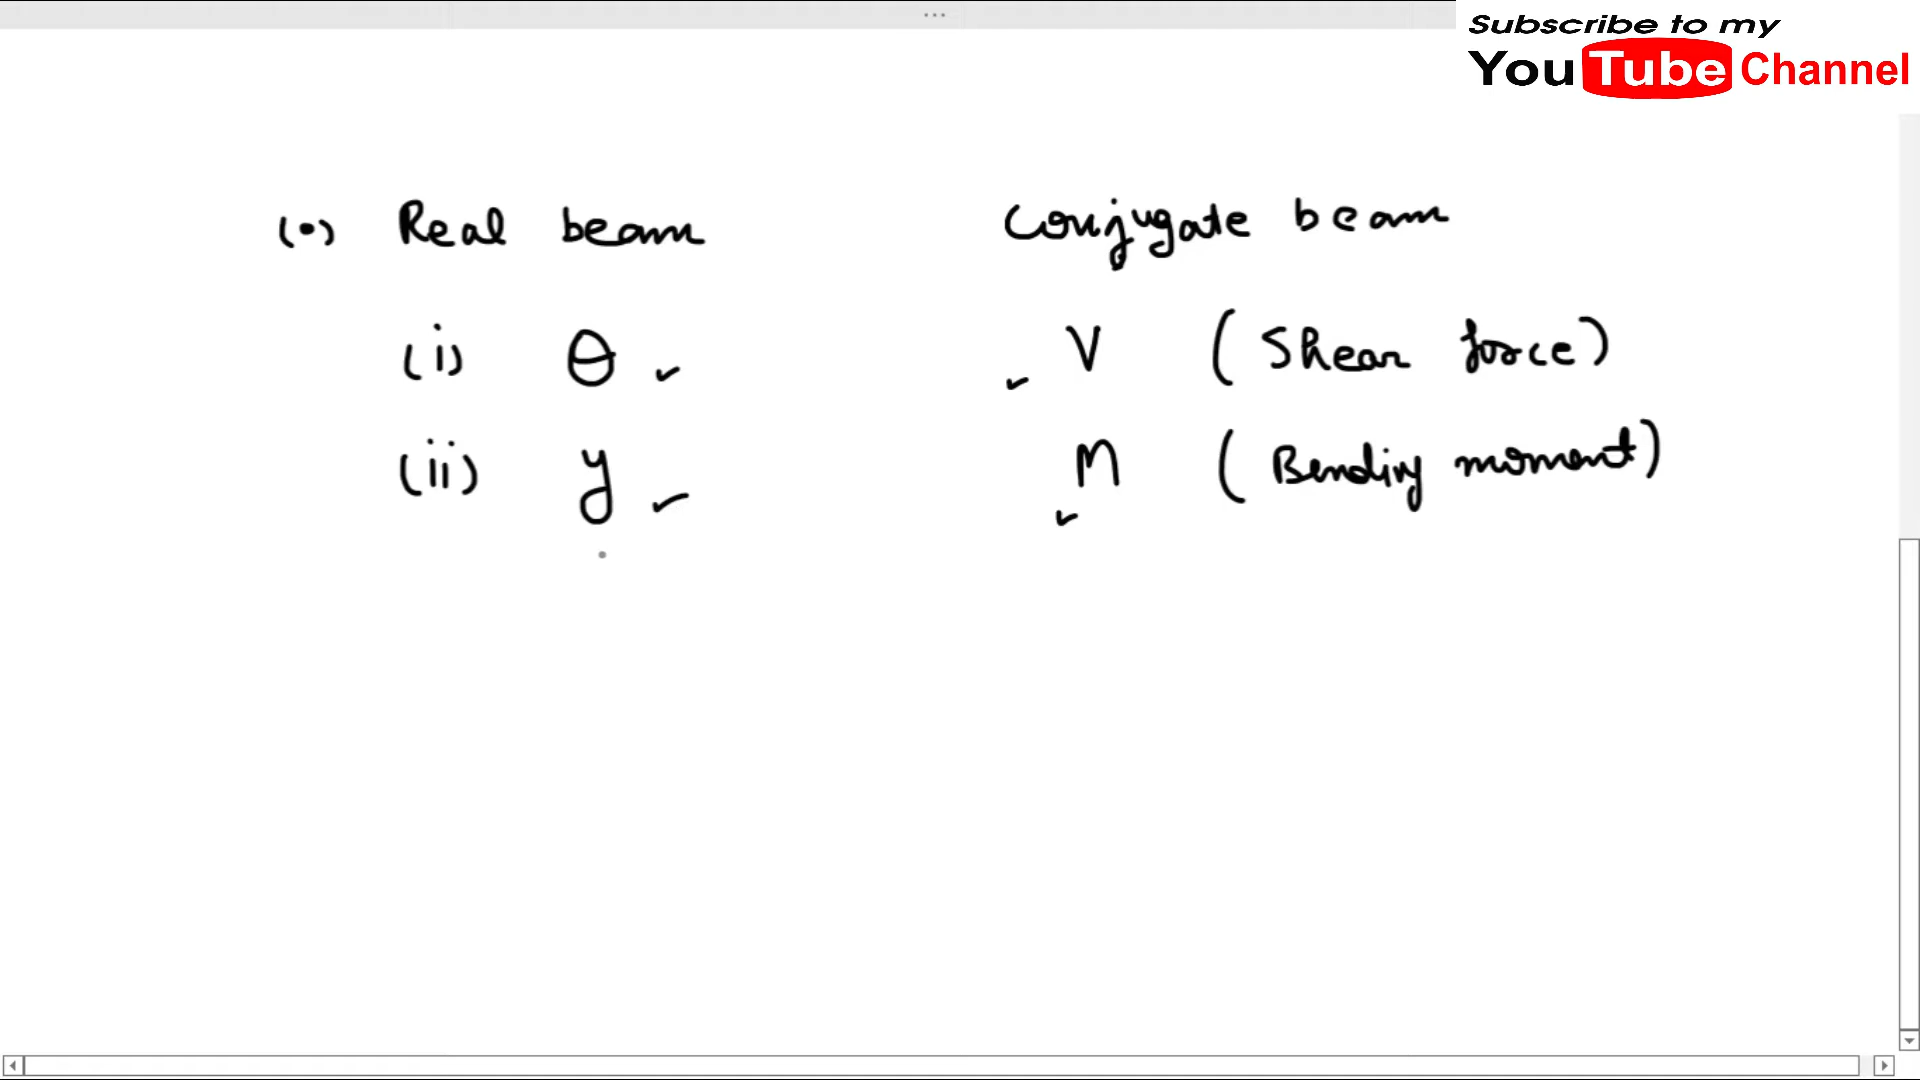 Subscribe to my
YouTube Channel
(•) Real beam Conjugate beam
(i) θ ✓ ✓ V (Shear force)
(ii) y ✓ ✓ M (Bending moment)